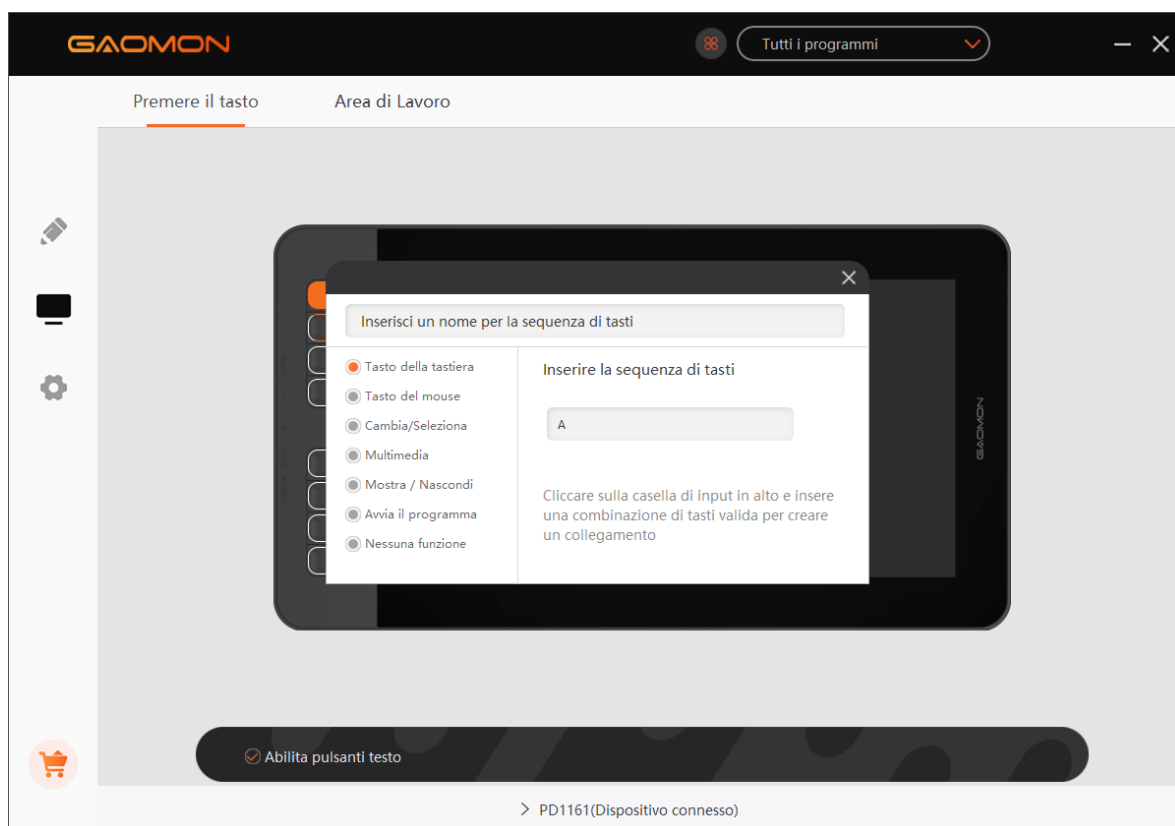 GAOMON
Tutti i programmi
Premere il tasto
Area di Lavoro
Inserisci un nome per la sequenza di tasti
Tasto della tastiera
Tasto del mouse
Cambia/Seleziona
Multimedia
Mostra / Nascondi
Avvia il programma
Nessuna funzione
Inserire la sequenza di tasti
A
Cliccare sulla casella di input in alto e insere
una combinazione di tasti valida per creare
un collegamento
GAOMON
Abilita pulsanti testo
PD1161(Dispositivo connesso)